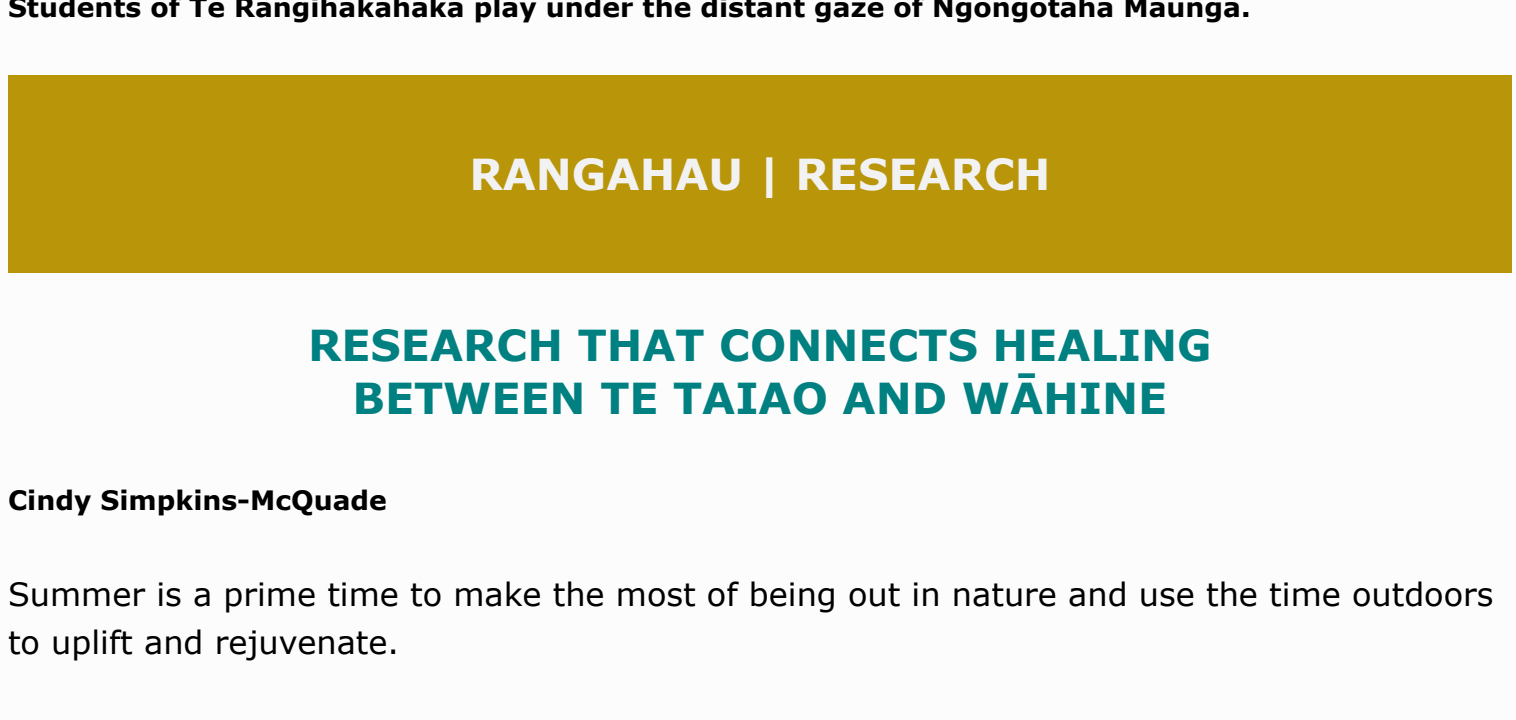 Students of Te Rangihakahaka play under the distant gaze of Ngongotaha Maunga.
RANGAHAU | RESEARCH
RESEARCH THAT CONNECTS HEALING
BETWEEN TE TAIAO AND WĀHINE
Cindy Simpkins-McQuade
Summer is a prime time to make the most of being out in nature and use the time outdoors
to uplift and rejuvenate.